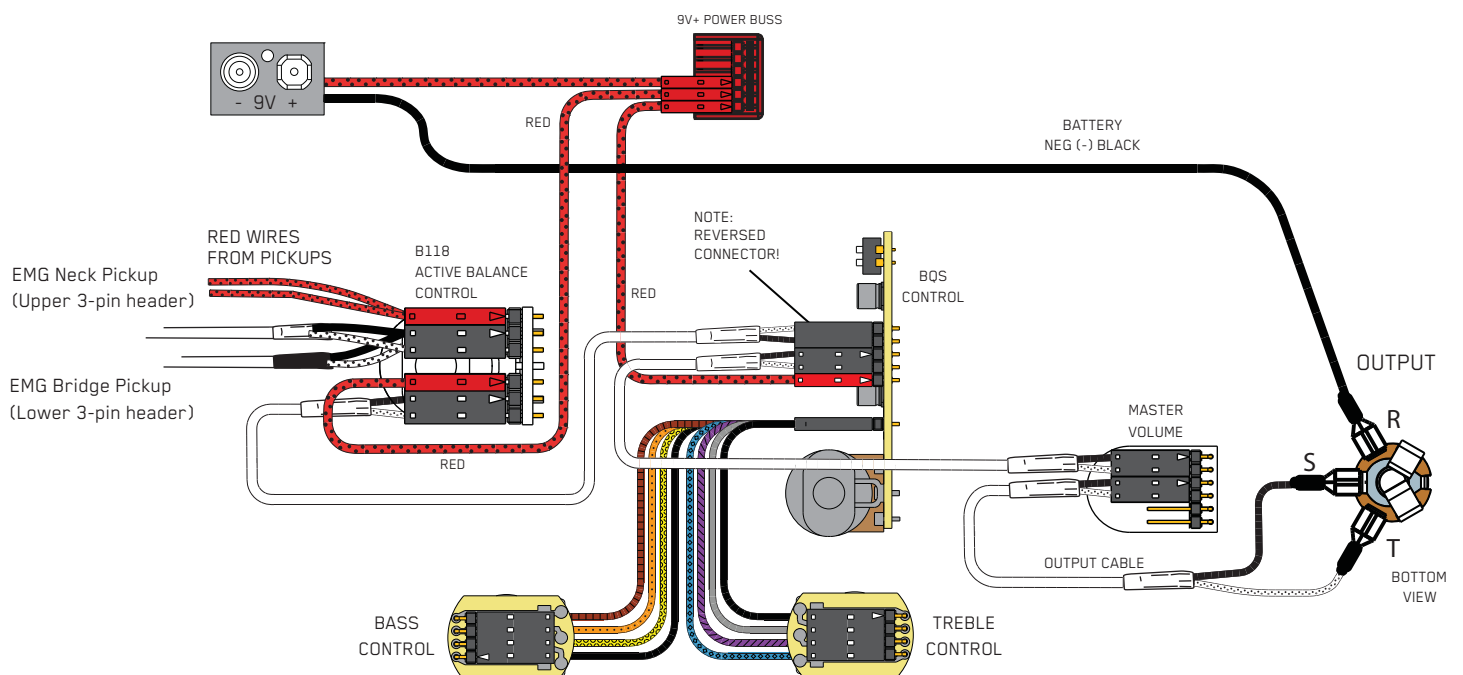 9V+ POWER BUSS
- 9V +
RED
BATTERY
NEG (-) BLACK
RED WIRES
FROM PICKUPS
EMG Neck Pickup
(Upper 3-pin header)
B118
ACTIVE BALANCE
CONTROL
NOTE:
REVERSED
CONNECTOR!
BQS
CONTROL
RED
EMG Bridge Pickup
(Lower 3-pin header)
RED
OUTPUT
MASTER
VOLUME
R
S
T
OUTPUT CABLE
BOTTOM
VIEW
BASS
CONTROL
TREBLE
CONTROL